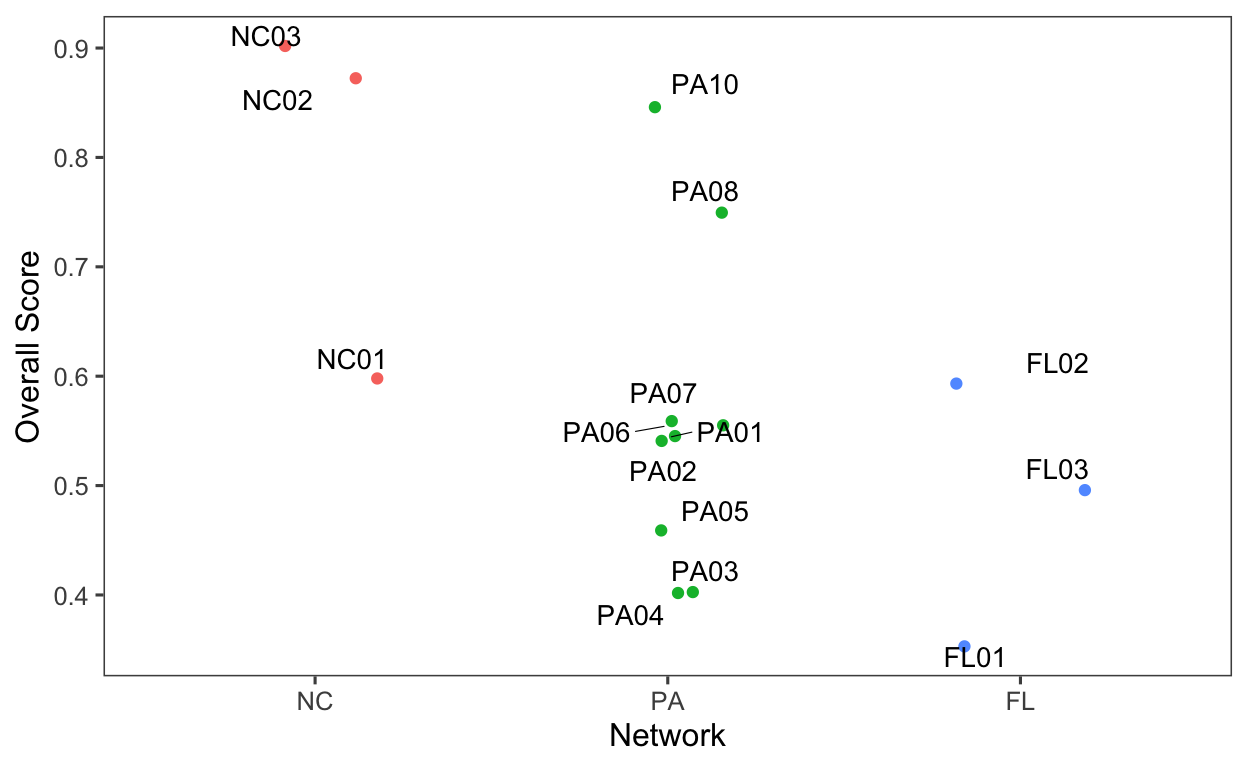 NC03
0.9
PA10
NC02
0.8
PA08
0.7
Overall Score
NC01
FL02
0.6
PA07
PA06
PA01
FL03
PA02
0.5
PA05
PA03
0.4
PA04
FL01
NC
PA
FL
Network